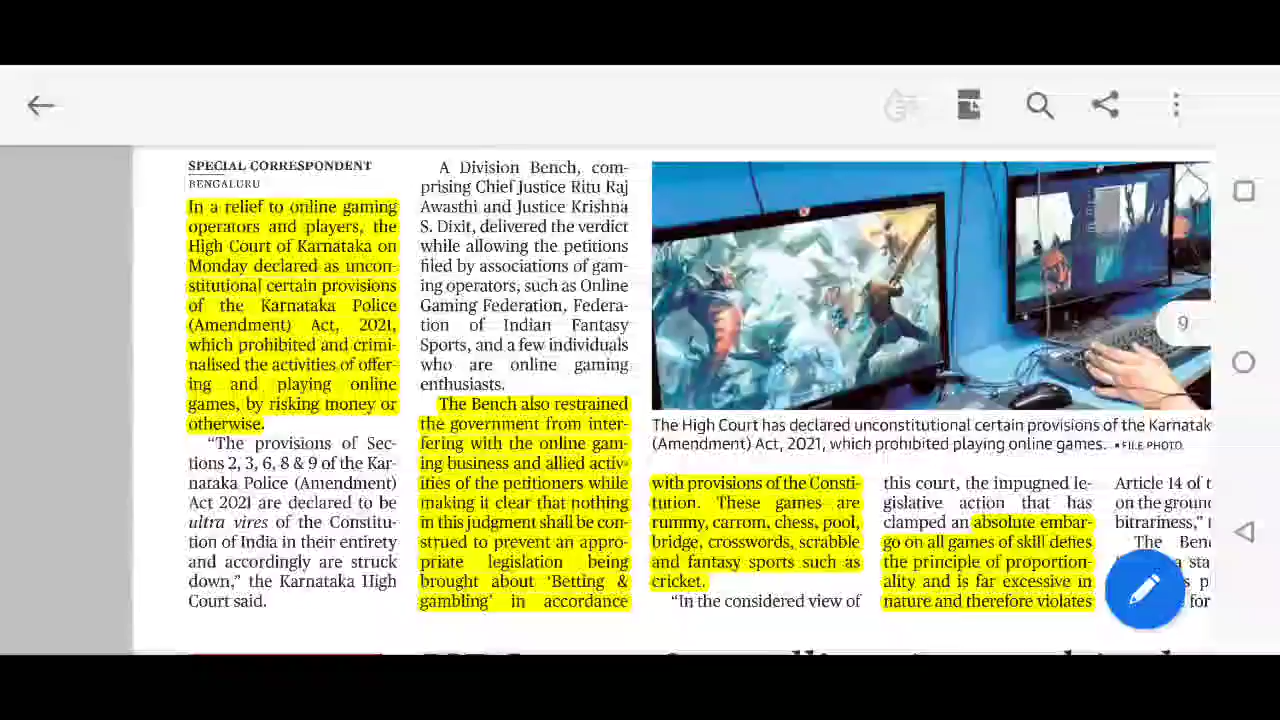 SPECIAL CORRESPONDENT
BENGALURU
In a relief to online gaming
operators and players, the
High Court of Karnataka on
Monday declared as uncon-
stitutional certain provisions
of the Karnataka Police
(Amendment) Act, 2021,
which prohibited and crimi-
nalised the activities of offer-
ing and playing online
games, by risking money or
otherwise.
“The provisions of Sec-
tions 2, 3, 6, 8 & 9 of the Kar-
nataka Police (Amendment)
Act 2021 are declared to be
ultra vires of the Constitu-
tion of India in their entirety
and accordingly are struck
down,” the Karnataka High
Court said.
A Division Bench, com-
prising Chief Justice Ritu Raj
Awasthi and Justice Krishna
S. Dixit, delivered the verdict
while allowing the petitions
filed by associations of gam-
ing operators, such as Online
Gaming Federation, Federa-
tion of Indian Fantasy
Sports, and a few individuals
who are online gaming
enthusiasts.
The Bench also restrained
the government from inter-
fering with the online gam-
ing business and allied activ-
ities of the petitioners while
making it clear that nothing
in this judgment shall be con-
strued to prevent an appro-
priate legislation being
brought about ‘Betting &
gambling’ in accordance
The High Court has declared unconstitutional certain provisions of the Karnatak
(Amendment) Act, 2021, which prohibited playing online games. ▪FILE PHOTO
with provisions of the Consti-
tution. These games are
rummy, carrom, chess, pool,
bridge, crosswords, scrabble
and fantasy sports such as
cricket.
“In the considered view of
this court, the impugned le-
gislative action that has
clamped an absolute embar-
go on all games of skill defies
the principle of proportion-
ality and is far excessive in
nature and therefore violates
Article 14 of t
on the ground
bitrariness,”
The Ben
a sta
s p
for
9